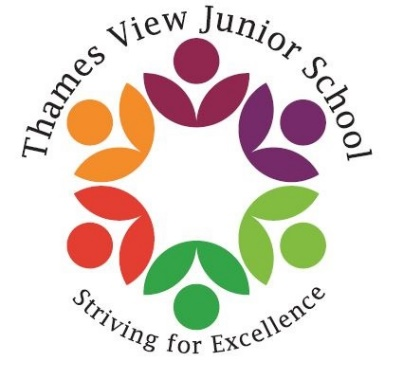 Thames View Junior School
Striving for Excellence